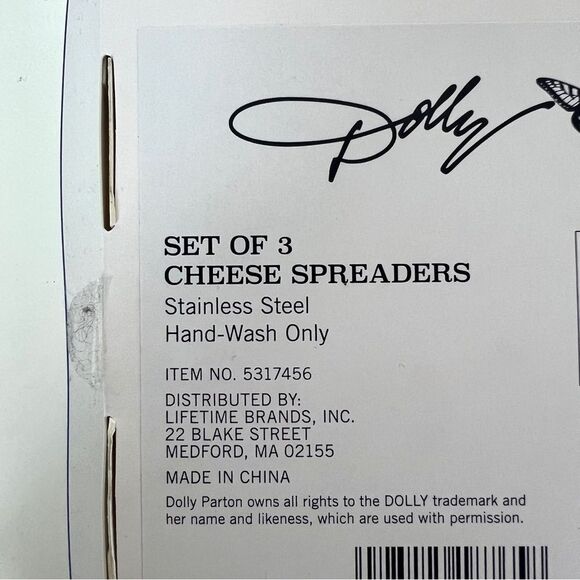 Dolly
SET OF 3
CHEESE SPREADERS
Stainless Steel
Hand-Wash Only
ITEM NO. 5317456
DISTRIBUTED BY:
LIFETIME BRANDS, INC.
22 BLAKE STREET
MEDFORD, MA 02155
MADE IN CHINA
Dolly Parton owns all rights to the DOLLY trademark and
her name and likeness, which are used with permission.